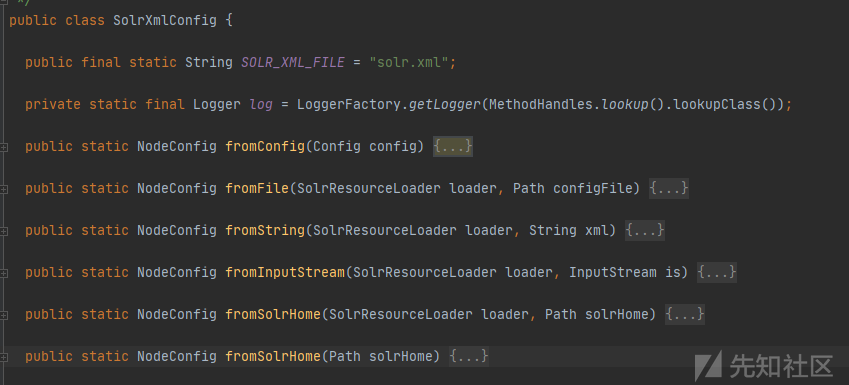 */
public class SolrXmlConfig {
public final static String SOLR_XML_FILE = "solr.xml";
private static final Logger log = LoggerFactory.getLogger(MethodHandles.lookup().lookupClass());
public static NodeConfig fromConfig(Config config) {...}
public static NodeConfig fromFile(SolrResourceLoader loader, Path configFile) {...}
public static NodeConfig fromString(SolrResourceLoader loader, String xml) {...}
public static NodeConfig fromInputStream(SolrResourceLoader loader, InputStream is) {...}
public static NodeConfig fromSolrHome(SolrResourceLoader loader, Path solrHome) {...}
public static NodeConfig fromSolrHome(Path solrHome) {...}
先知社区